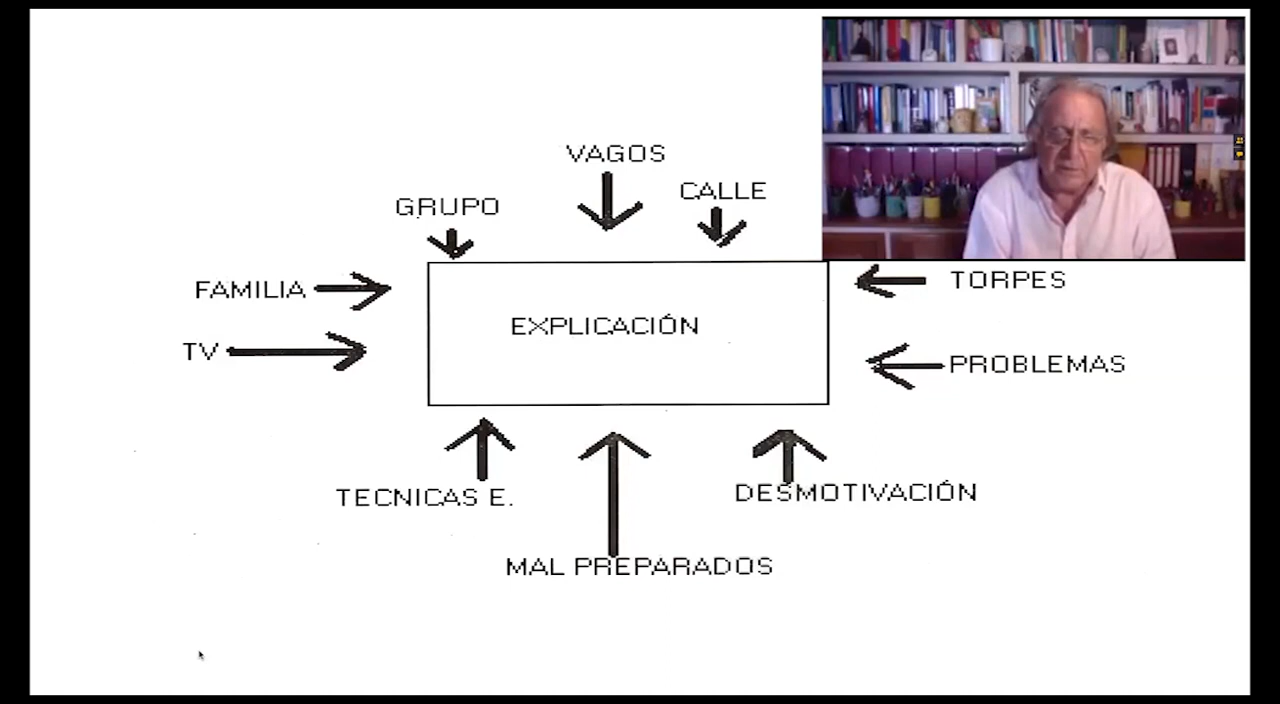 VAGOS
CALLE
GRUPO
TORPES
FAMILIA
EXPLICACIÓN
TV
PROBLEMAS
TECNICAS E.
DESMOTIVACIÓN
MAL PREPARADOS